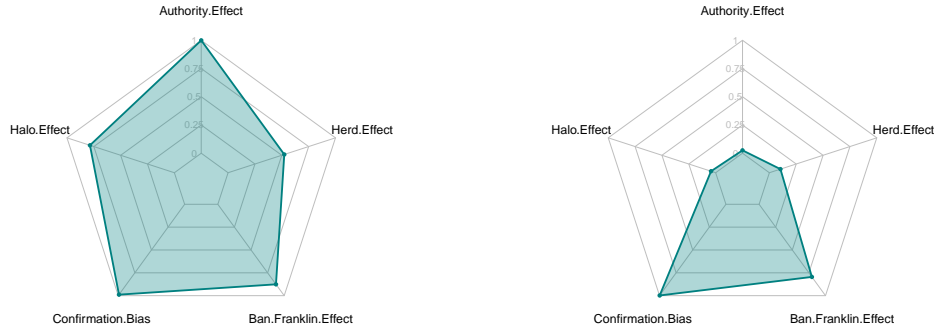 Authority.Effect
1
0.75
0.5
0.25
0
Halo.Effect
Herd.Effect
Confirmation.Bias
Ban.Franklin.Effect
Authority.Effect
1
0.75
0.5
0.25
0
Halo.Effect
Herd.Effect
Confirmation.Bias
Ban.Franklin.Effect